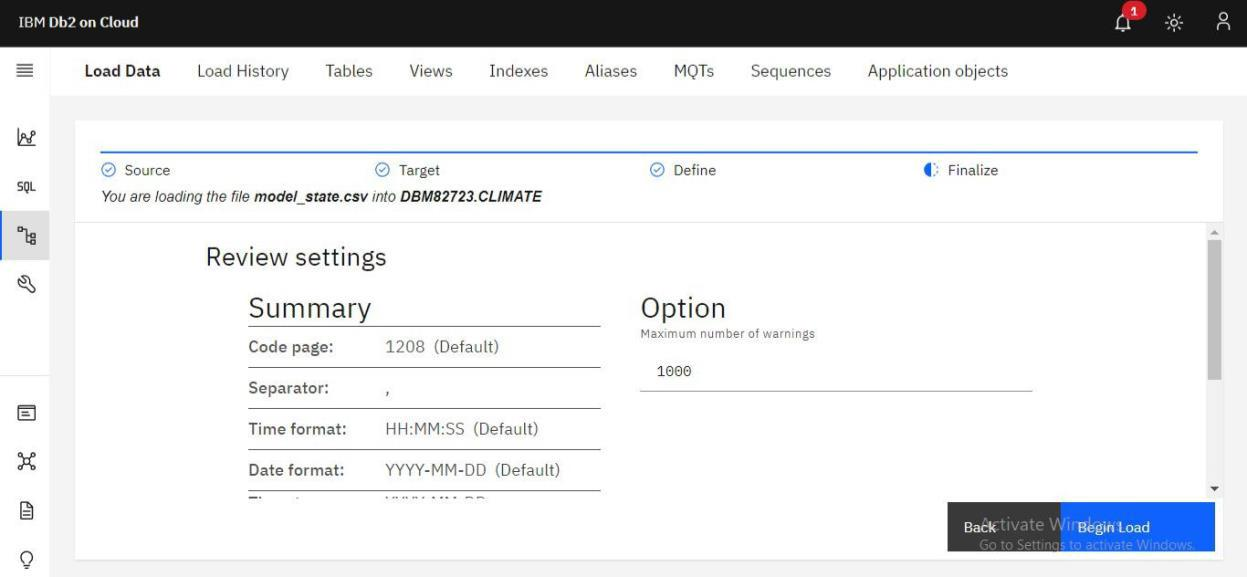 IBM Db2 on Cloud
1
Load Data Load History Tables Views Indexes Aliases MQTs Sequences Application objects
SQL
Source Target Define Finalize
You are loading the file model_state.csv into DBM82723.CLIMATE
Review settings
Summary
Code page: 1208 (Default)
Separator: ,
Time format: HH:MM:SS (Default)
Date format: YYYY-MM-DD (Default)
Option
Maximum number of warnings
1000
Back
Begin Load
Activate Windows
Go to Settings to activate Windows.